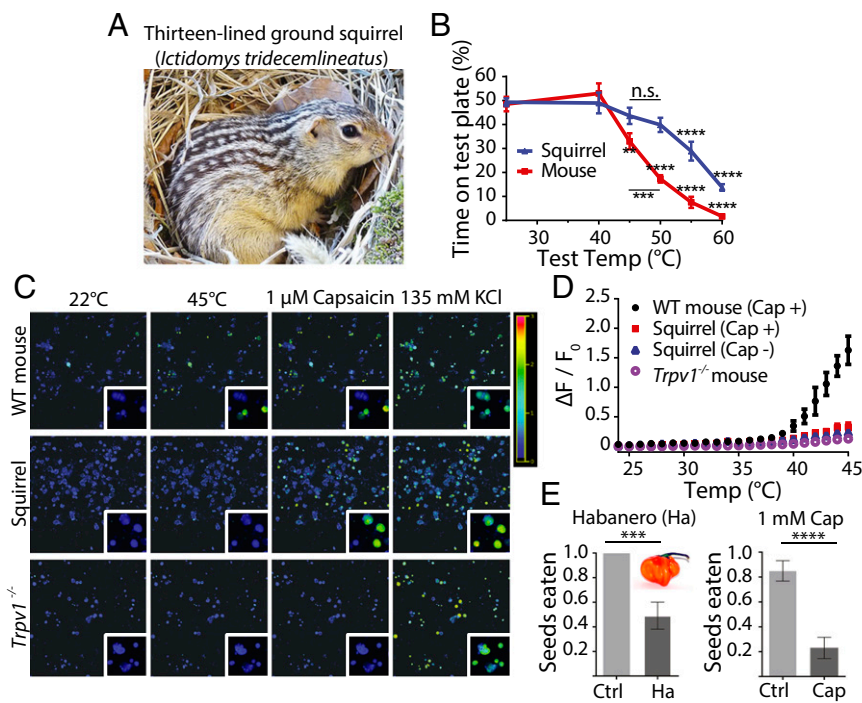 A
Thirteen-lined ground squirrel
(Ictidomys tridecemlineatus)
B
Time on test plate (%)
60
50
40
30
20
10
0
n.s.
**
****
****
****
****
****
***
Squirrel
Mouse
30
40
50
60
Test Temp (°C)
C
22°C
45°C
1 µM Capsaicin
135 mM KCl
WT mouse
Squirrel
Trpv1 -/-
D
ΔF / F0
2.5
2.0
1.5
1.0
0.5
0
WT mouse (Cap +)
Squirrel (Cap +)
Squirrel (Cap -)
Trpv1-/- mouse
25
30
35
40
45
Temp (°C)
E
Habanero (Ha)
***
Seeds eaten
1.0
0.8
0.6
0.4
0.2
Ctrl
Ha
1 mM Cap
****
Seeds eaten
1.0
0.8
0.6
0.4
0.2
Ctrl
Cap